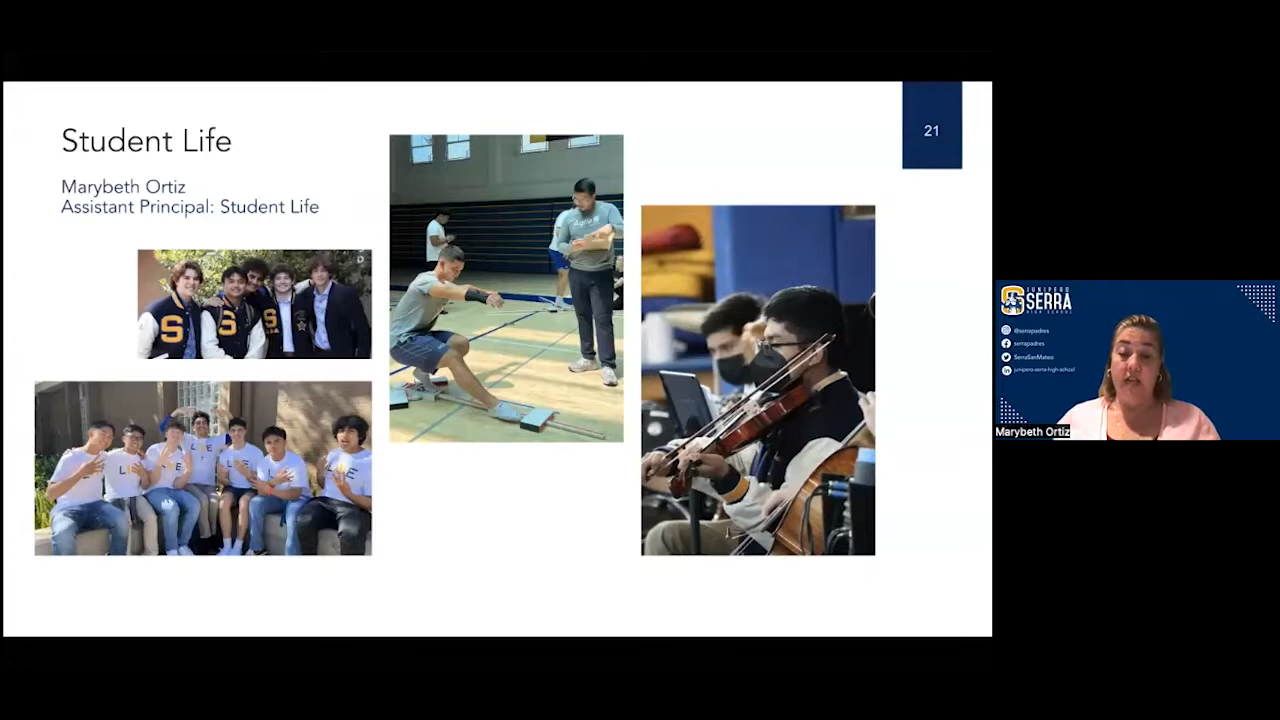 Student Life
21
Marybeth Ortiz
Assistant Principal: Student Life
S
S
S
JUNIPERO
SERRA
HIGH SCHOOL
@serrapadres
serrapadres
SerraSanMateo
junipero-serra-high-school
Marybeth Ortiz